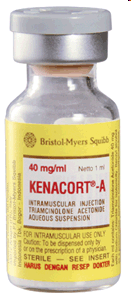 Bristol-Myers Squibb
40 mg/ml Netto 1 ml
KENACORT®-A
INTRAMUSCULAR INJECTION
TRIAMCINOLONE ACETONIDE
AQUEOUS SUSPENSION
FOR INTRAMUSCULAR USE ONLY
CAUTION: To be dispensed only by
or on the prescription of a physician.
STERILE - SEE INSERT
HARUS DENGAN RESEP DOKTER